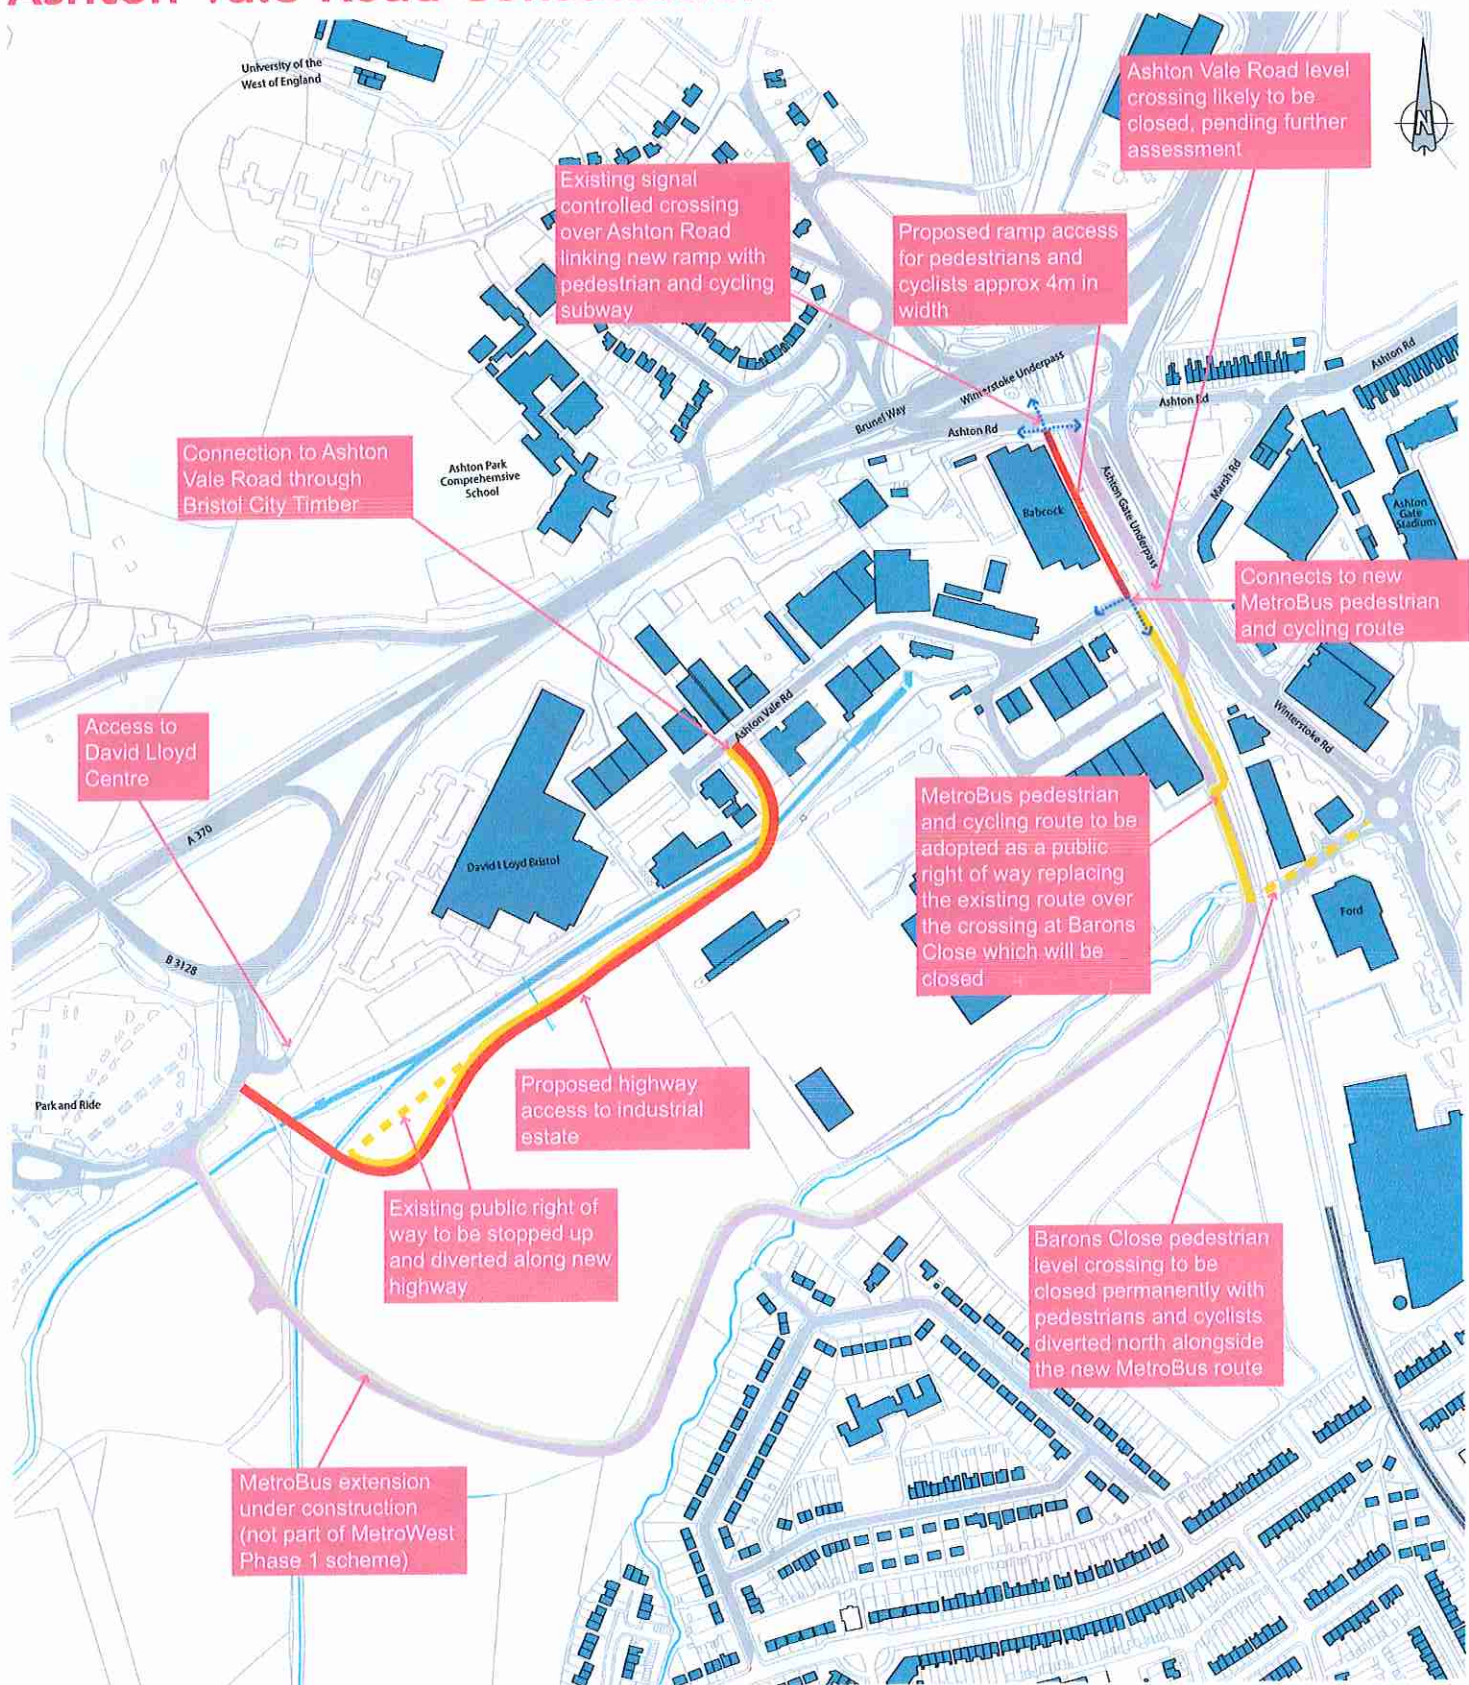 University of the
West of England
Ashton Vale Road level
crossing likely to be
closed, pending further
assessment
N
Existing signal
controlled crossing
over Ashton Road
linking new ramp with
pedestrian and cycling
subway
Proposed ramp access
for pedestrians and
cyclists approx 4m in
width
Winterstoke Underpass
Ashton Rd
Ashton Rd
Brunel Way
Ashton Rd
Connection to Ashton
Vale Road through
Bristol City Timber
Ashton Park
Comprehensive
School
Babcock
Ashton Gate Underpass
Marsh Rd
Ashton
Gate
Stadium
Connects to new
MetroBus pedestrian
and cycling route
Access to
David Lloyd
Centre
Ashton Vale Rd
Winterstoke Rd
A 370
David Lloyd Bristol
MetroBus pedestrian
and cycling route to be
adopted as a public
right of way replacing
the existing route over
the crossing at Barons
Close which will be
closed
Ford
B 3128
Park and Ride
Proposed highway
access to industrial
estate
Existing public right of
way to be stopped up
and diverted along new
highway
Barons Close pedestrian
level crossing to be
closed permanently with
pedestrians and cyclists
diverted north alongside
the new MetroBus route
MetroBus extension
under construction
(not part of MetroWest
Phase 1 scheme)